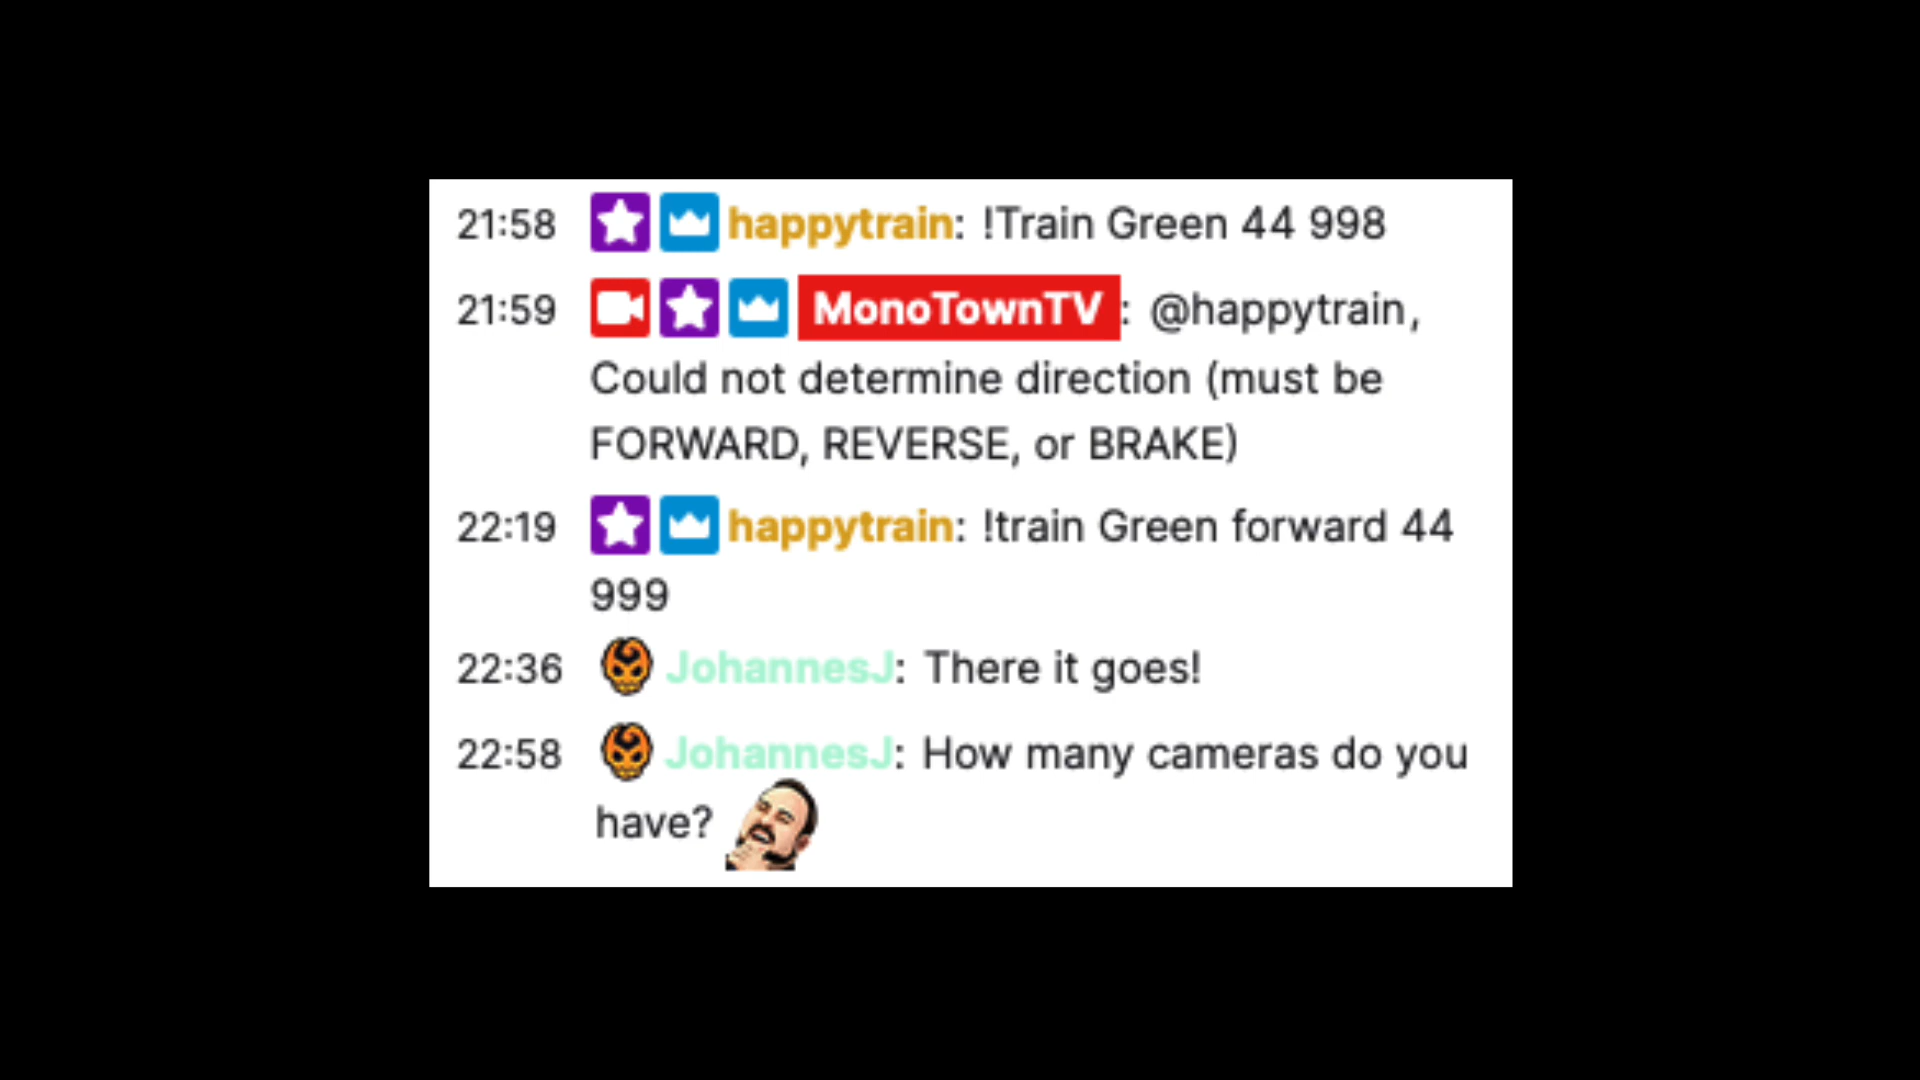 21:58 happytrain: !Train Green 44 998
21:59 MonoTownTV: @happytrain,
Could not determine direction (must be
FORWARD, REVERSE, or BRAKE)
22:19 happytrain: !train Green forward 44
999
22:36 JohannesJ: There it goes!
22:58 JohannesJ: How many cameras do you
have?